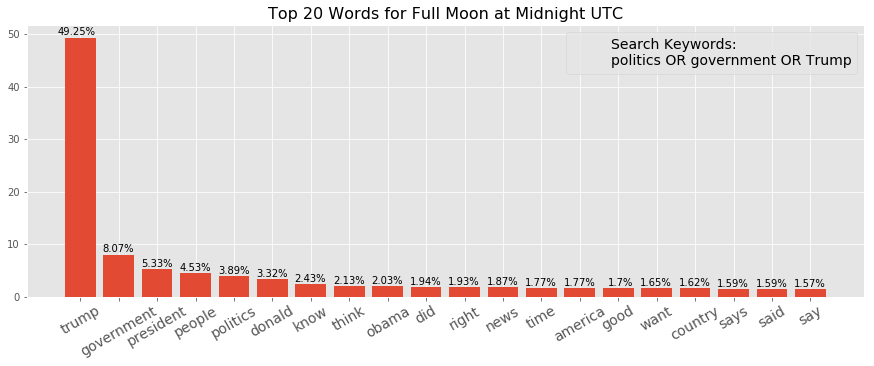 Top 20 Words for Full Moon at Midnight UTC
Search Keywords:
politics OR government OR Trump
50
40
30
20
10
0
49.25%
8.07%
5.33%
4.53%
3.89%
3.32%
2.43%
2.13%
2.03%
1.94%
1.93%
1.87%
1.77%
1.77%
1.7%
1.65%
1.62%
1.59%
1.59%
1.57%
trump
government
president
people
politics
donald
know
think
obama
did
right
news
time
america
good
want
country
says
said
say